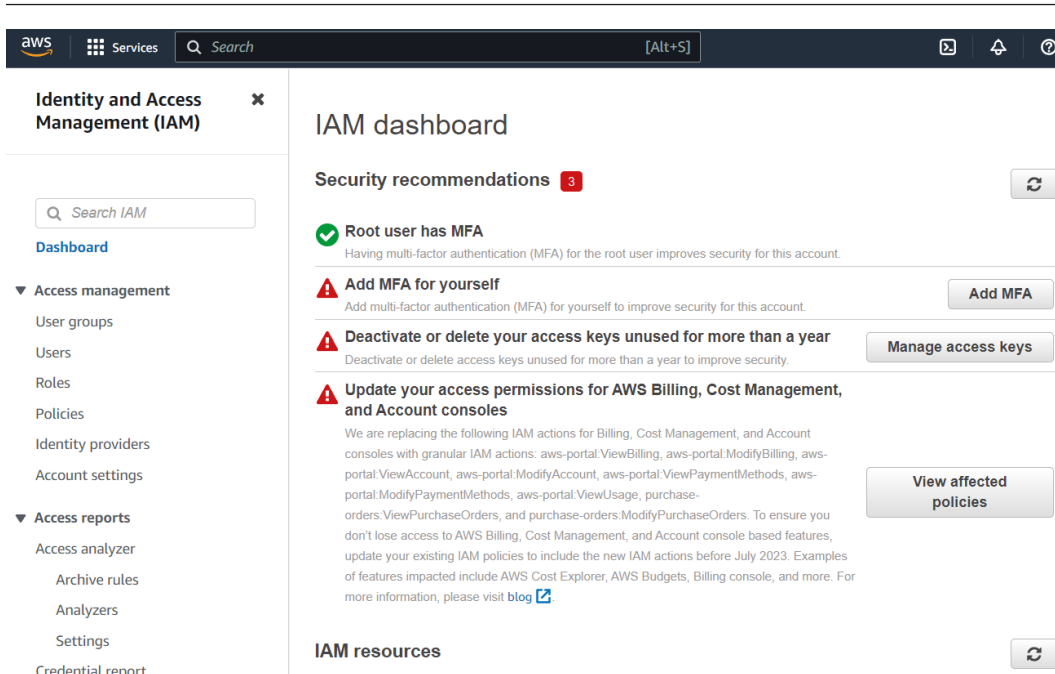 aws
Services
Search
[Alt+S]
Identity and Access
Management (IAM)
Search IAM
Dashboard
Access management
User groups
Users
Roles
Policies
Identity providers
Account settings
Access reports
Access analyzer
Archive rules
Analyzers
Settings
Credential report
IAM dashboard
Security recommendations 3
Root user has MFA
Having multi-factor authentication (MFA) for the root user improves security for this account.
Add MFA for yourself
Add multi-factor authentication (MFA) for yourself to improve security for this account.
Add MFA
Deactivate or delete your access keys unused for more than a year
Deactivate or delete access keys unused for more than a year to improve security.
Manage access keys
Update your access permissions for AWS Billing, Cost Management,
and Account consoles
We are replacing the following IAM actions for Billing, Cost Management, and Account
consoles with granular IAM actions: aws-portal:ViewBilling, aws-portal:ModifyBilling, aws-
portal:ViewAccount, aws-portal:ModifyAccount, aws-portal:ViewPaymentMethods, aws-
portal:ModifyPaymentMethods, aws-portal:ViewUsage, purchase-
orders:ViewPurchaseOrders, and purchase-orders:ModifyPurchaseOrders. To ensure you
don't lose access to AWS Billing, Cost Management, and Account console based features,
update your existing IAM policies to include the new IAM actions before July 2023. Examples
of features impacted include AWS Cost Explorer, AWS Budgets, Billing console, and more. For
more information, please visit blog.
View affected
policies
IAM resources